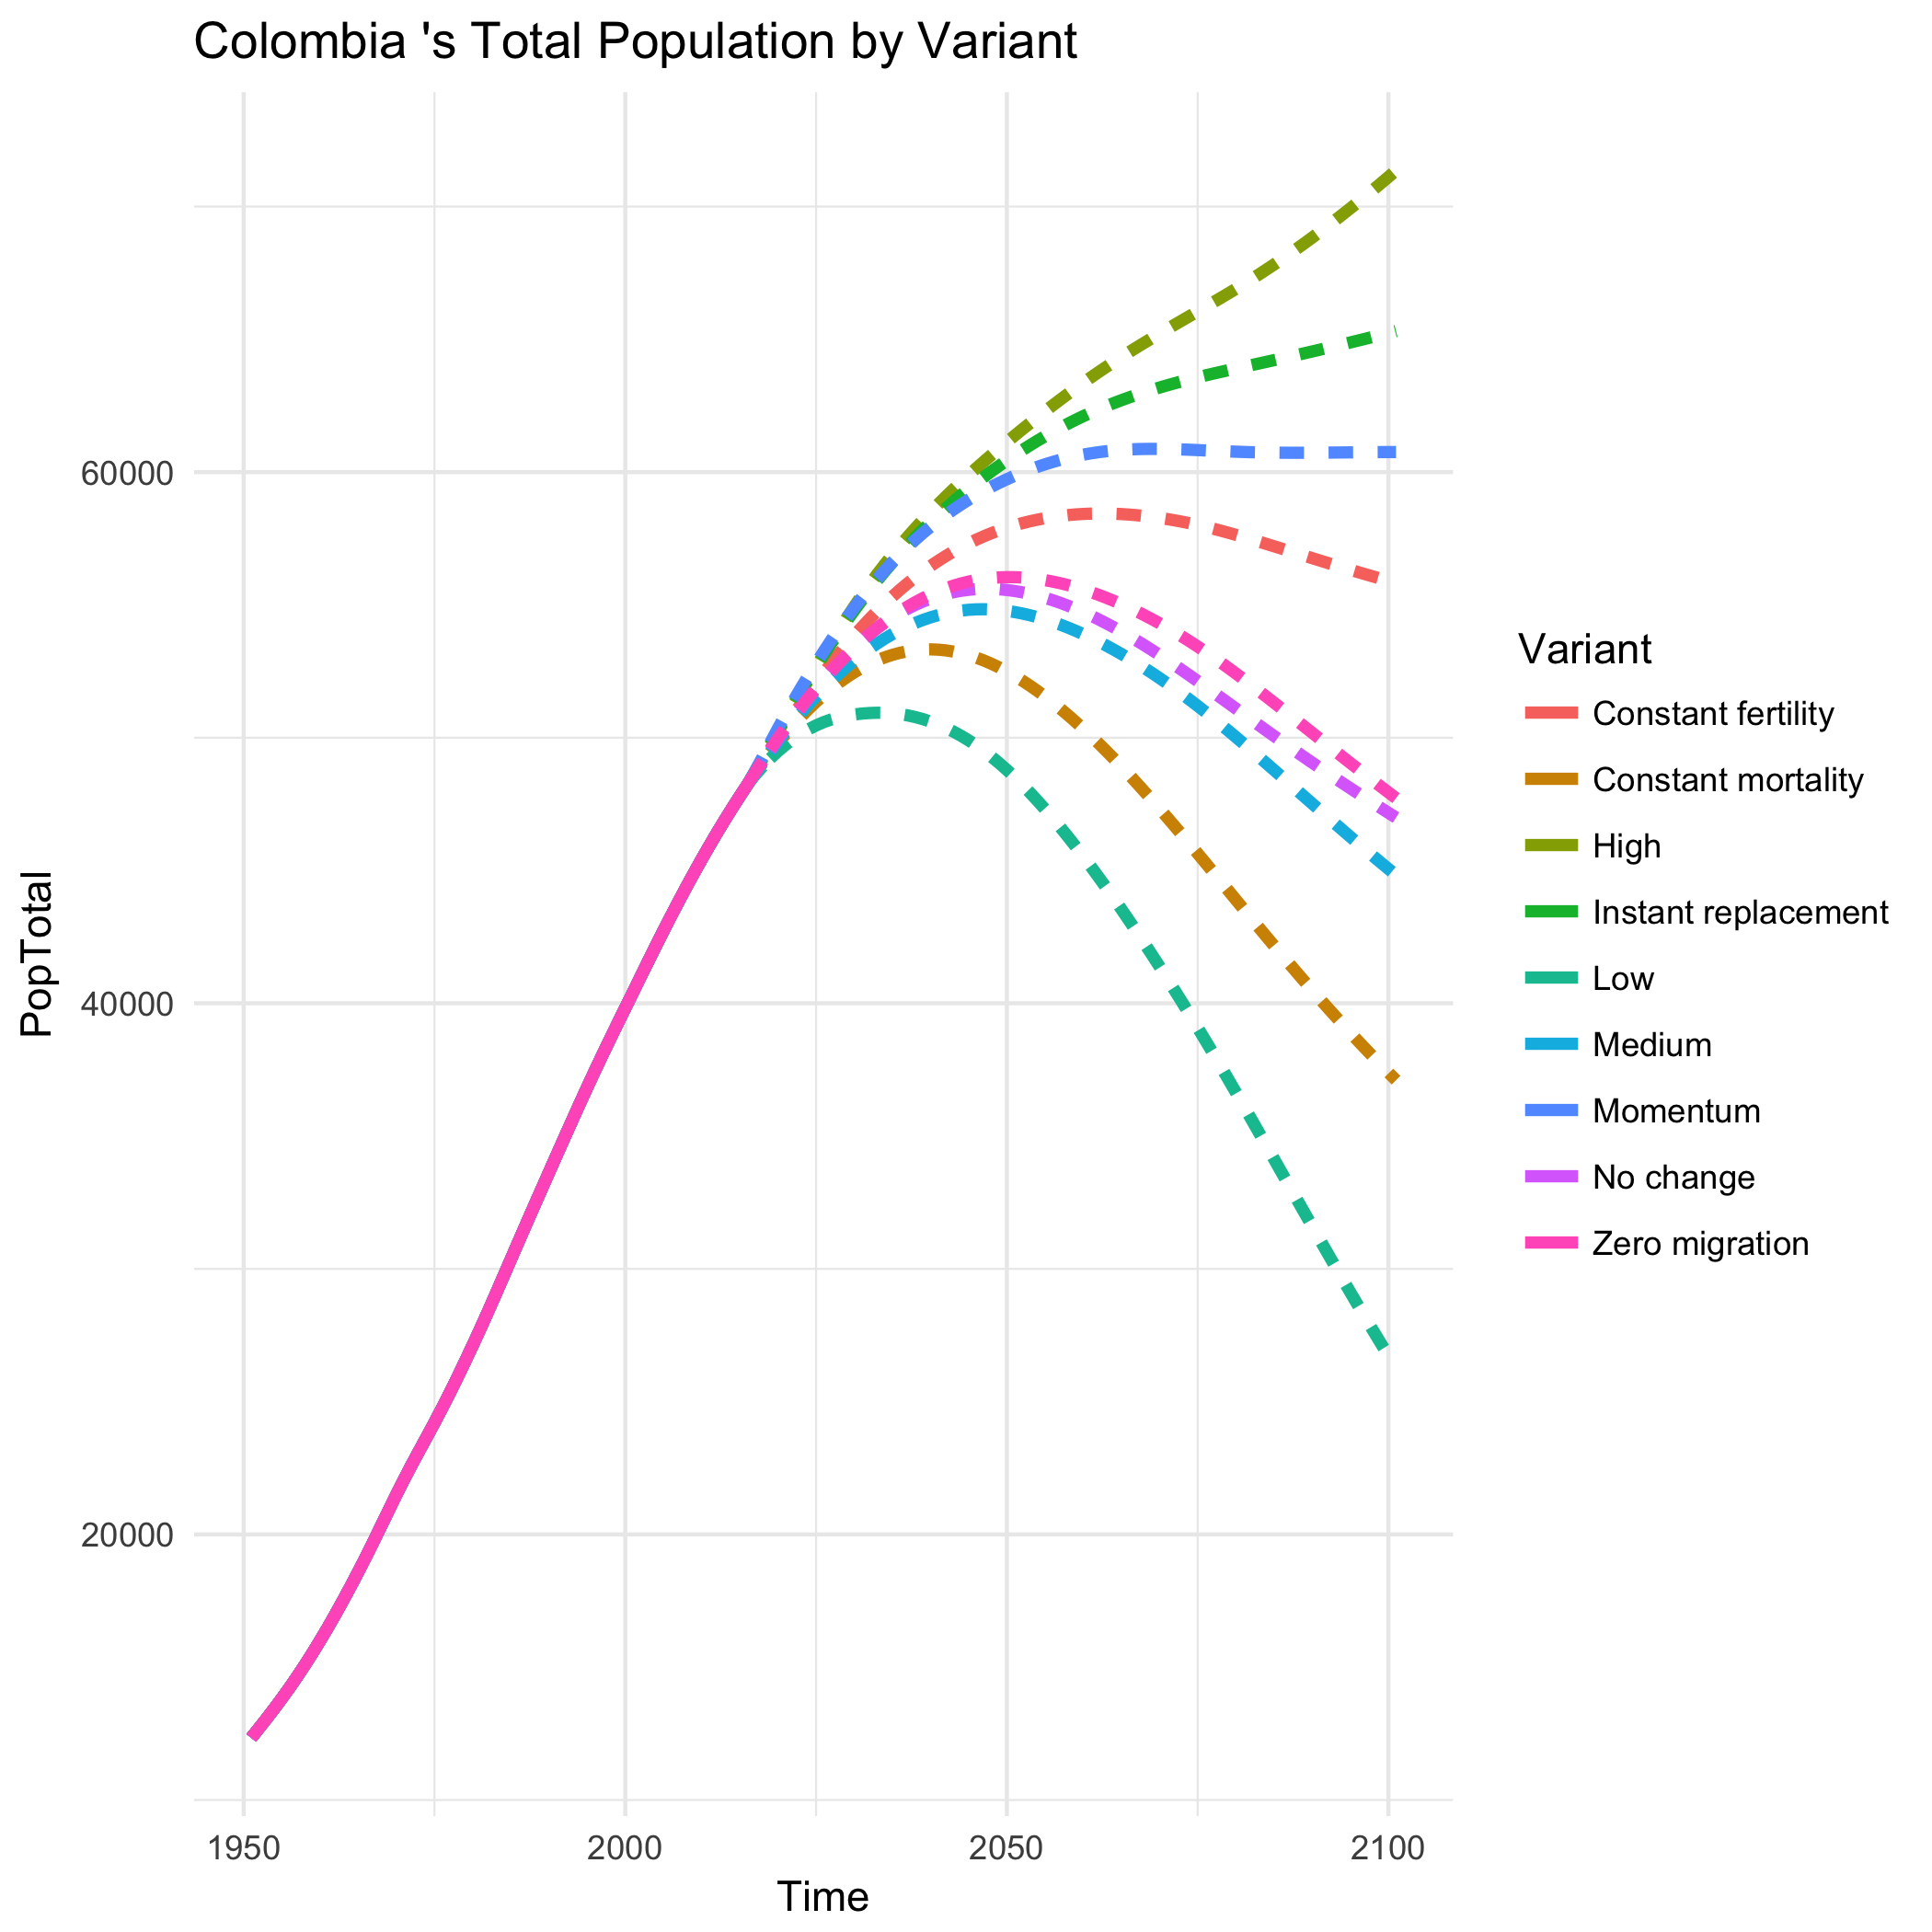 Colombia 's Total Population by Variant
60000
40000
20000
PopTotal
1950
2000
2050
2100
Time
Variant
Constant fertility
Constant mortality
High
Instant replacement
Low
Medium
Momentum
No change
Zero migration